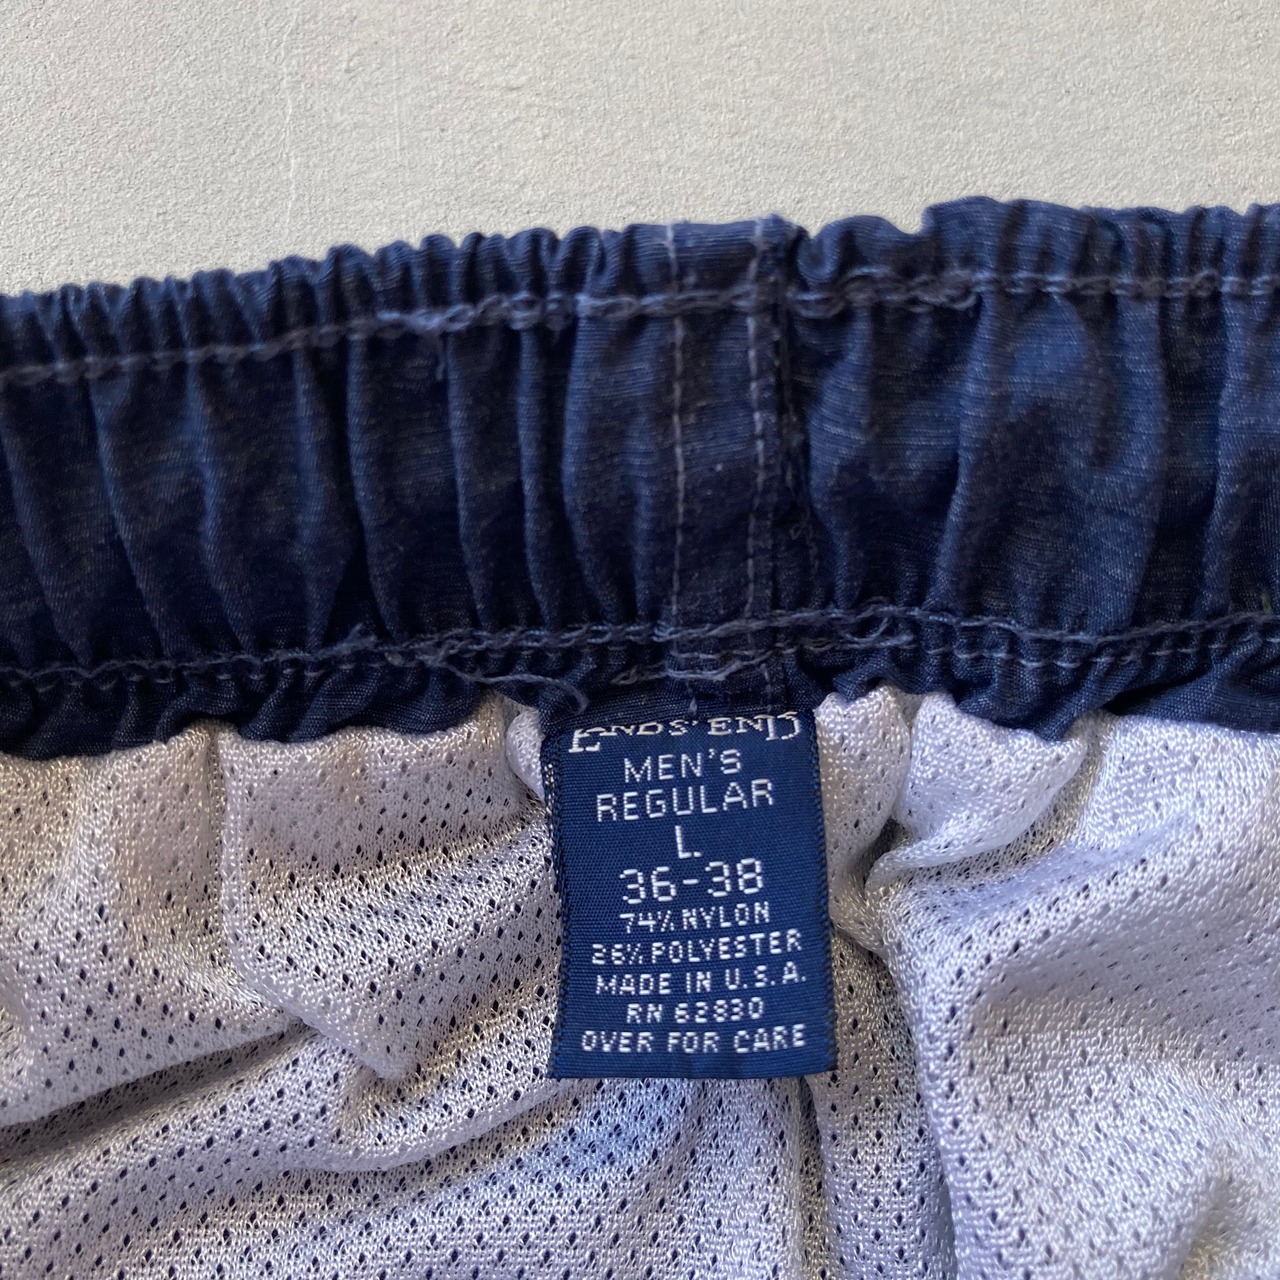 LANDS' END
MEN'S
REGULAR
L
36-38
74% NYLON
26% POLYESTER
MADE IN U.S.A.
RN 62830
OVER FOR CARE